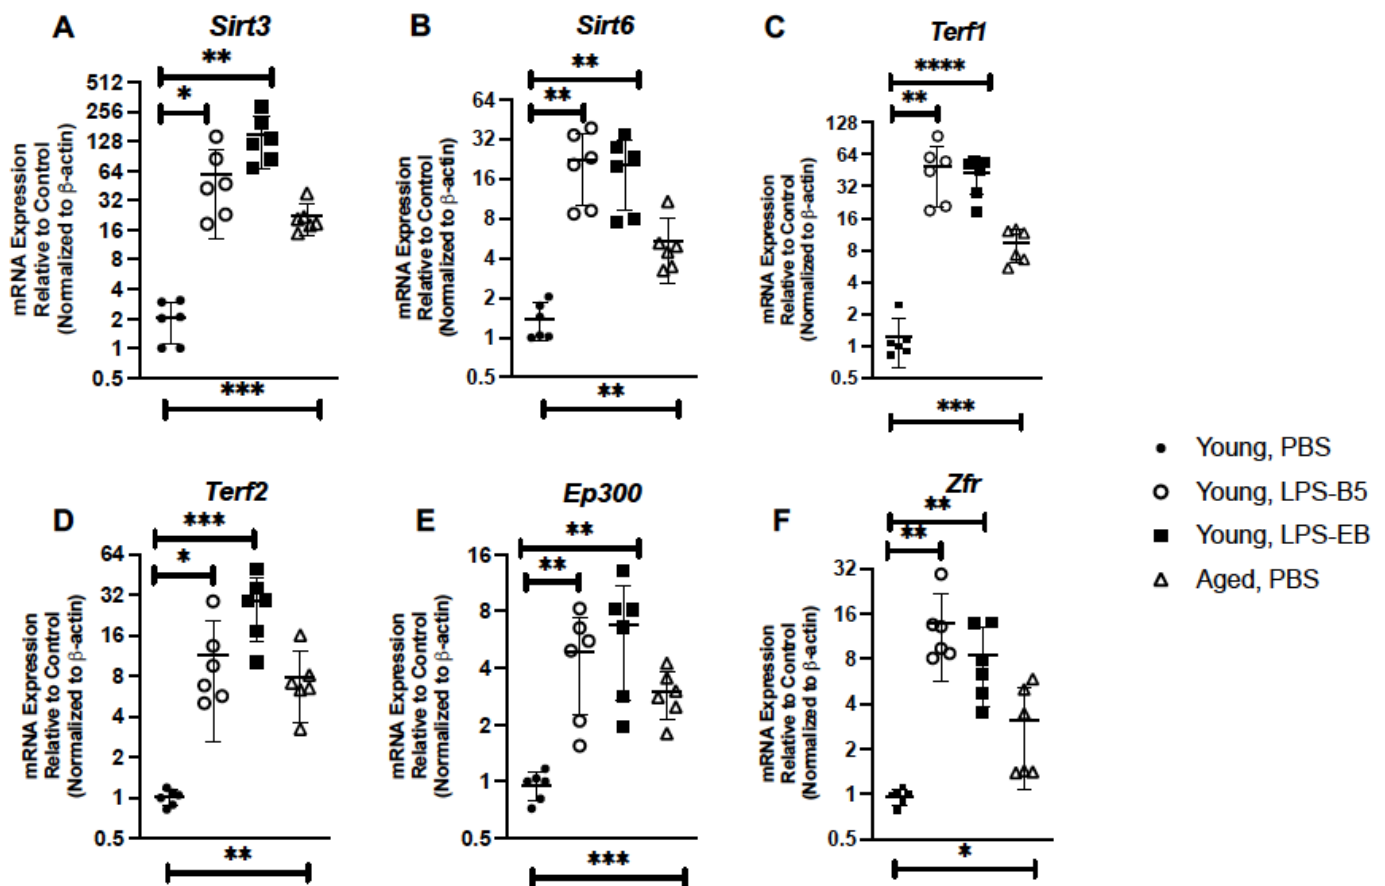 A
Sirt3
**
*
512
256
128
64
32
16
8
4
2
1
0.5
mRNA Expression
Relative to Control
(Normalized to β-actin)
***
B
Sirt6
**
**
64
32
16
8
4
2
1
0.5
mRNA Expression
Relative to Control
(Normalized to β-actin)
**
C
Terf1
****
**
128
64
32
16
8
4
2
1
0.5
mRNA Expression
Relative to Control
(Normalized to β-actin)
***
D
Terf2
***
*
64
32
16
8
4
2
1
0.5
mRNA Expression
Relative to Control
(Normalized to β-actin)
**
E
Ep300
**
**
16
8
4
2
1
0.5
mRNA Expression
Relative to Control
(Normalized to β-actin)
***
F
Zfr
**
**
32
16
8
4
2
1
0.5
mRNA Expression
Relative to Control
(Normalized to β-actin)
*
Young, PBS
Young, LPS-B5
Young, LPS-EB
Aged, PBS